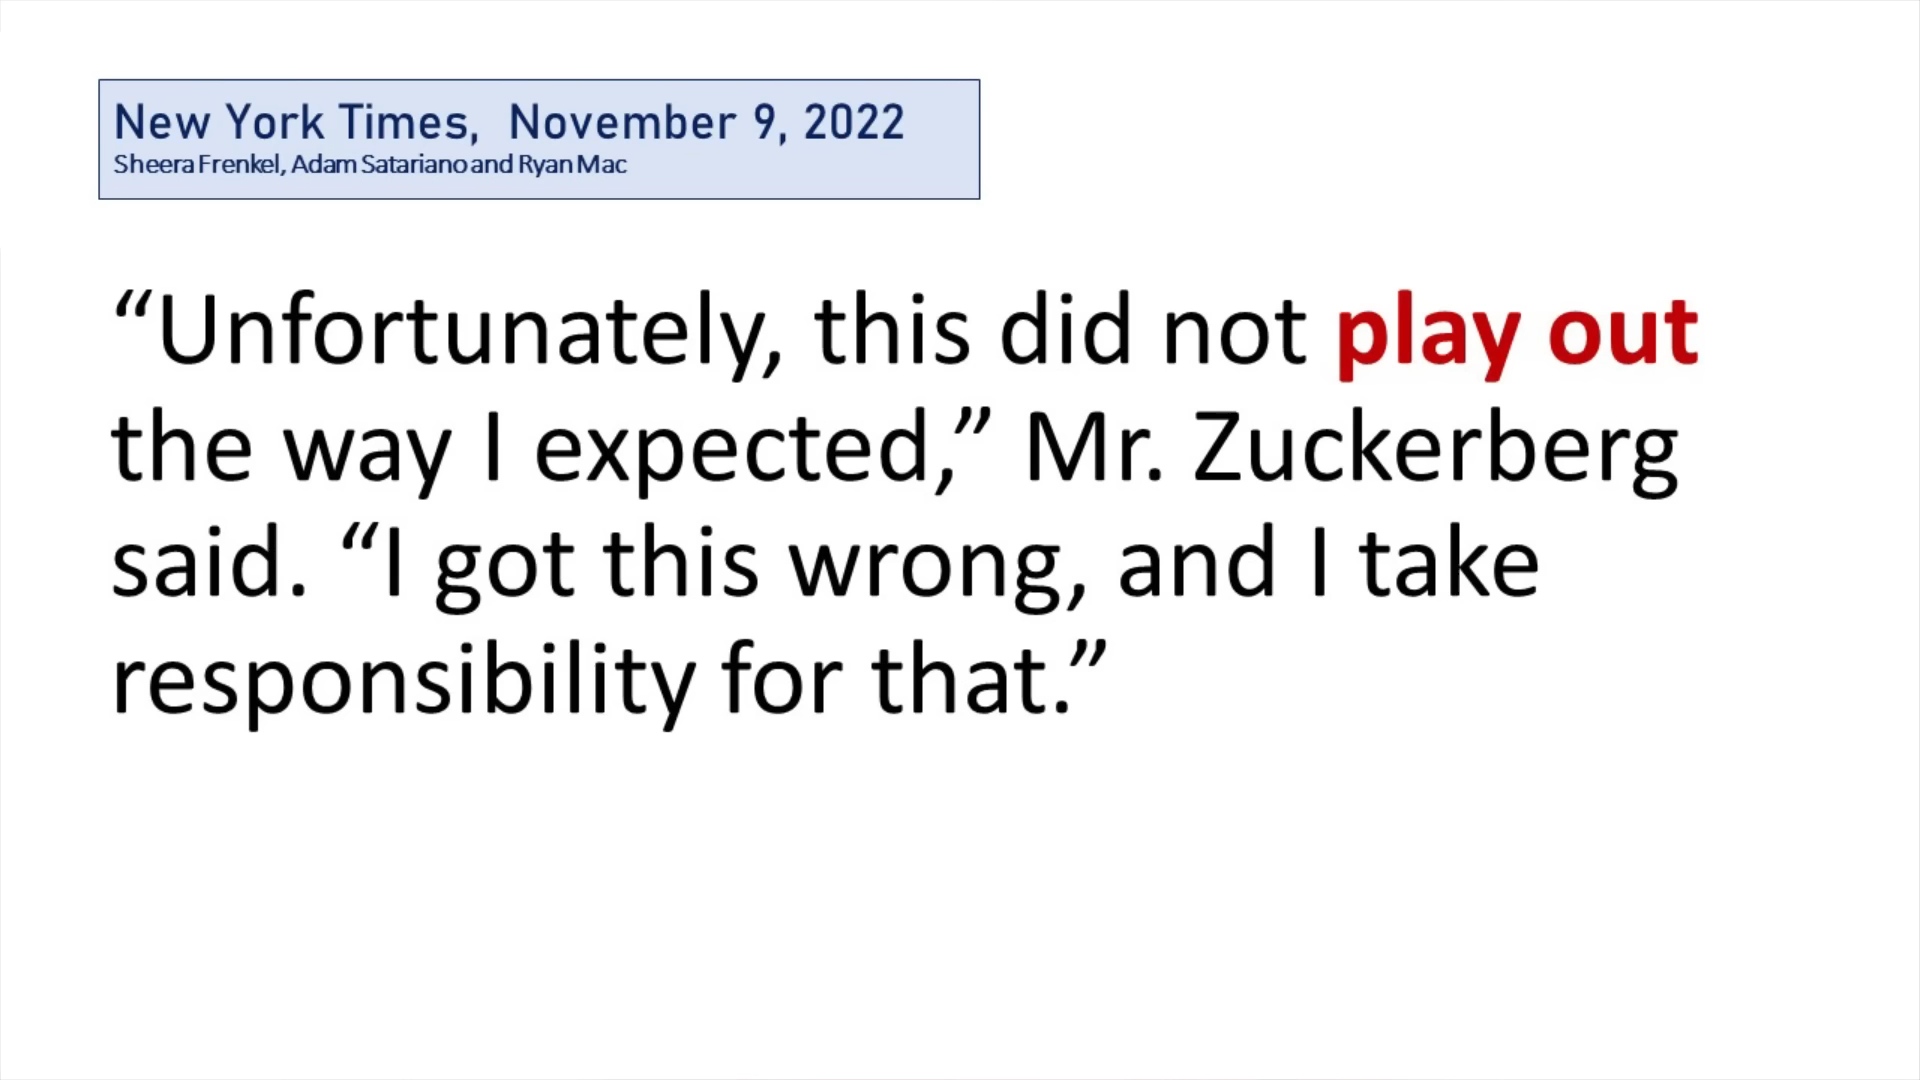 New York Times, November 9, 2022
Sheera Frenkel, Adam Satariano and Ryan Mac
“Unfortunately, this did not play out
the way I expected,” Mr. Zuckerberg
said. “I got this wrong, and I take
responsibility for that.”